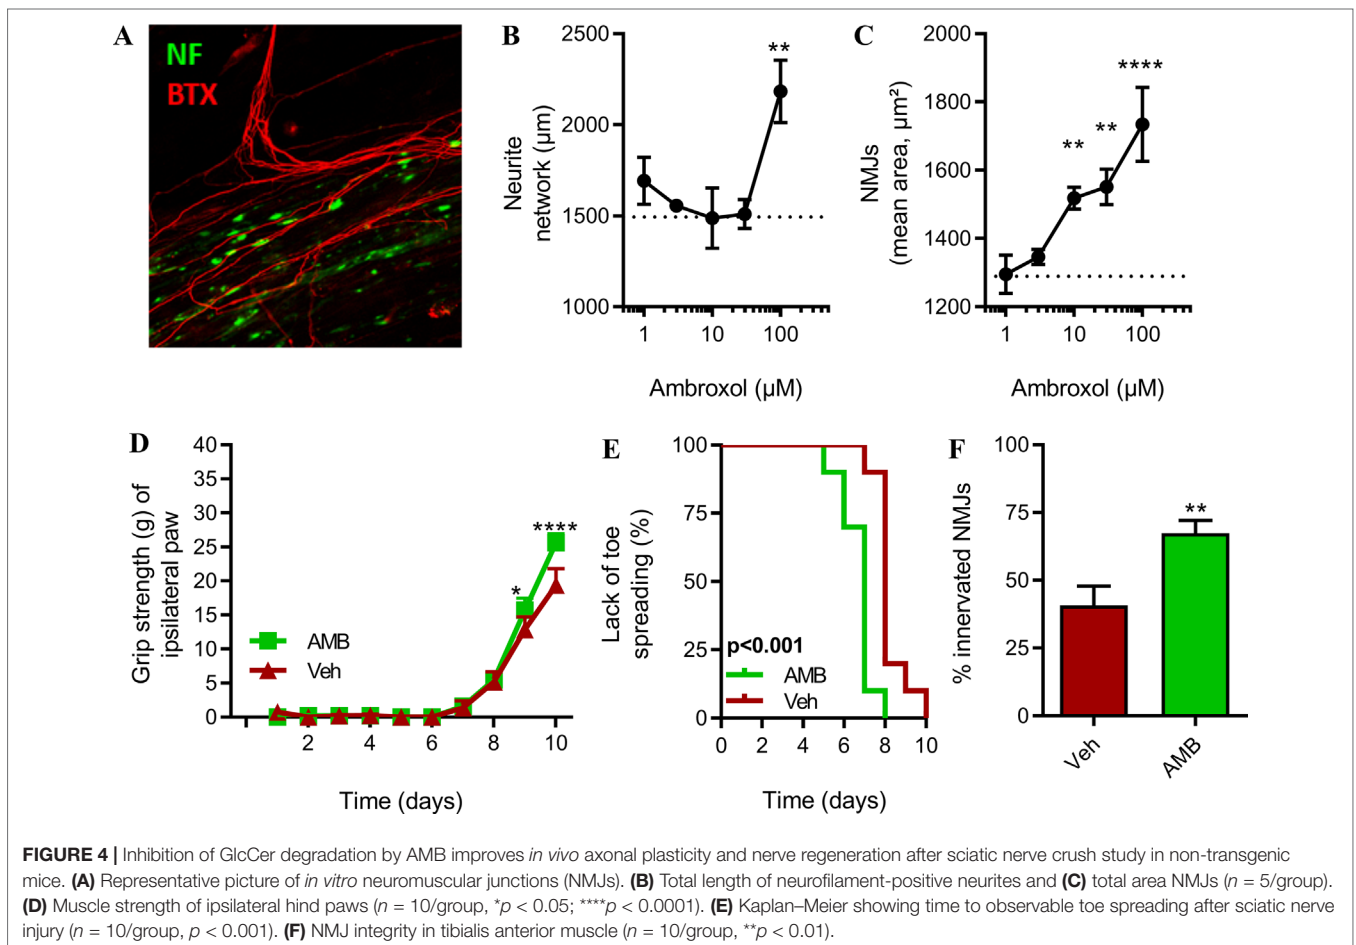 A
NF
BTX
B
2500
2000
1500
1000
Neurite
network (µm)
**
1
10
100
Ambroxol (µM)
C
2000
1800
1600
1400
1200
NMJs
(mean area, µm²)
**
**
****
1
10
100
Ambroxol (µM)
D
40
35
30
25
20
15
10
5
0
Grip strength (g) of
ipsilateral paw
AMB
Veh
*
****
2
4
6
8
10
Time (days)
E
100
75
50
25
0
Lack of toe
spreading (%)
p<0.001
AMB
Veh
0
2
4
6
8
10
Time (days)
F
100
75
50
25
0
% innervated NMJs
**
Veh
AMB
FIGURE 4 | Inhibition of GlcCer degradation by AMB improves in vivo axonal plasticity and nerve regeneration after sciatic nerve crush study in non-transgenic
mice. (A) Representative picture of in vitro neuromuscular junctions (NMJs). (B) Total length of neurofilament-positive neurites and (C) total area NMJs (n = 5/group).
(D) Muscle strength of ipsilateral hind paws (n = 10/group, *p < 0.05; ****p < 0.0001). (E) Kaplan–Meier showing time to observable toe spreading after sciatic nerve
injury (n = 10/group, p < 0.001). (F) NMJ integrity in tibialis anterior muscle (n = 10/group, **p < 0.01).